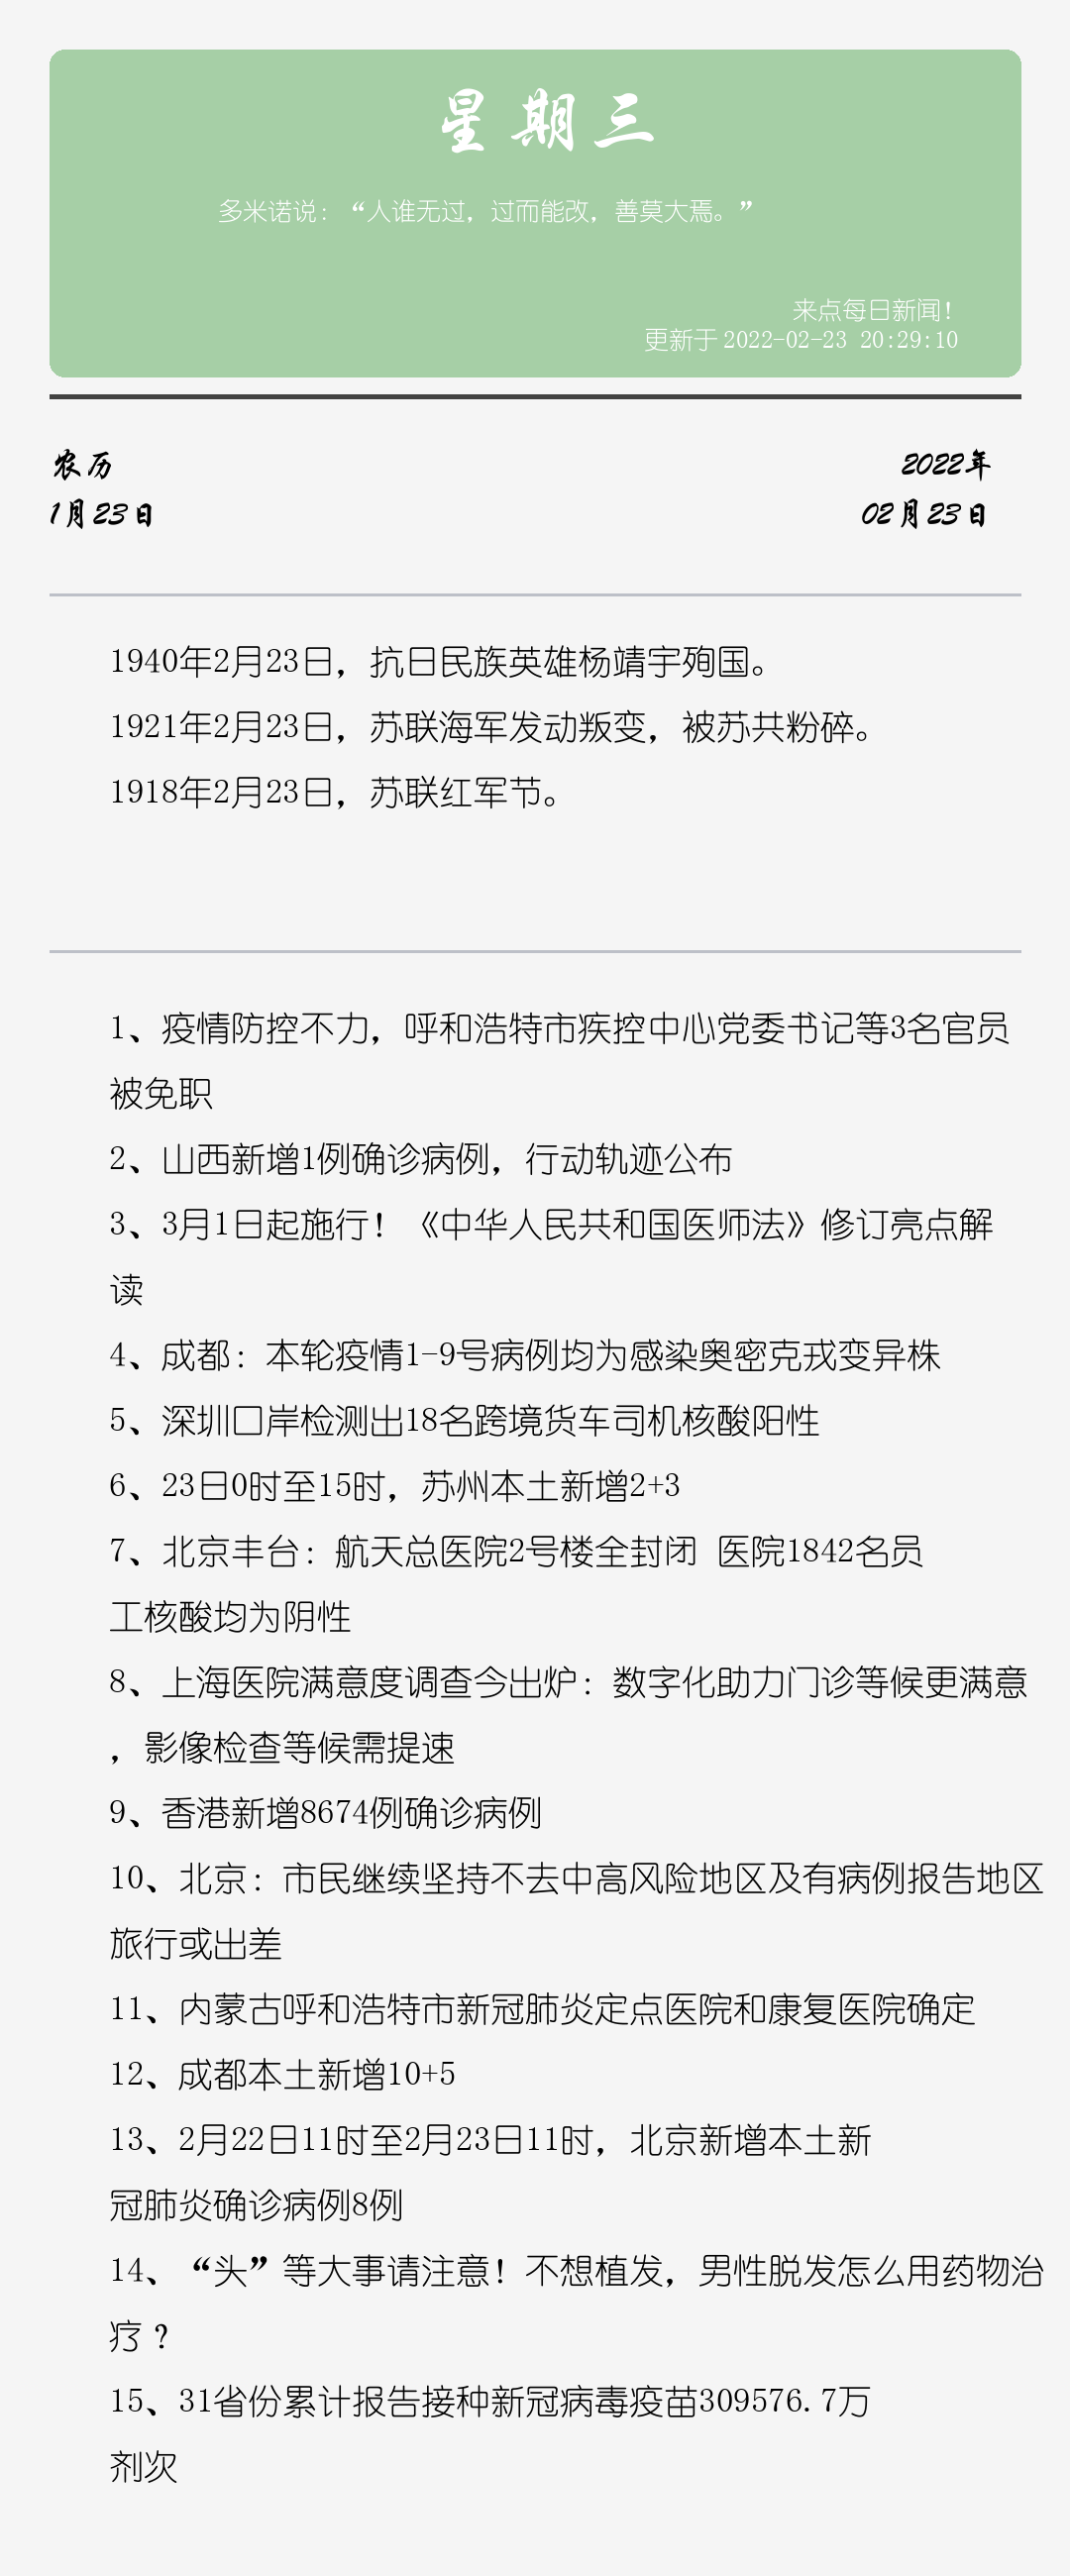 星期三
多米诺说：“人谁无过，过而能改，善莫大焉。”
来点每日新闻！
更新于 2022-02-23 20:29:10
农历
2022年
1月23日
02月23日
1940年2月23日，抗日民族英雄杨靖宇殉国。
1921年2月23日，苏联海军发动叛变，被苏共粉碎。
1918年2月23日，苏联红军节。
1、疫情防控不力，呼和浩特市疾控中心党委书记等3名官员
被免职
2、山西新增1例确诊病例，行动轨迹公布
3、3月1日起施行！《中华人民共和国医师法》修订亮点解
读
4、成都：本轮疫情1-9号病例均为感染奥密克戎变异株
5、深圳口岸检测出18名跨境货车司机核酸阳性
6、23日0时至15时，苏州本土新增2+3
7、北京丰台：航天总医院2号楼全封闭 医院1842名员
工核酸均为阴性
8、上海医院满意度调查今出炉：数字化助力门诊等候更满意
，影像检查等候需提速
9、香港新增8674例确诊病例
10、北京：市民继续坚持不去中高风险地区及有病例报告地区
旅行或出差
11、内蒙古呼和浩特市新冠肺炎定点医院和康复医院确定
12、成都本土新增10+5
13、2月22日11时至2月23日11时，北京新增本土新
冠肺炎确诊病例8例
14、“头”等大事请注意！不想植发，男性脱发怎么用药物治
疗？
15、31省份累计报告接种新冠病毒疫苗309576.7万
剂次